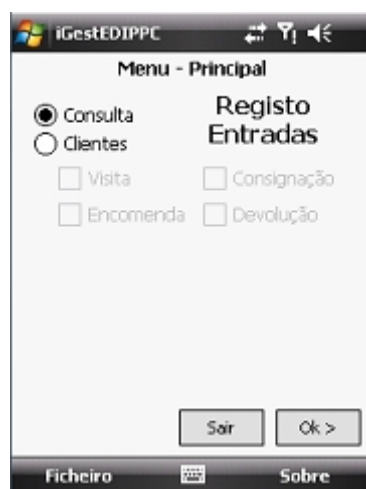 iGestEDIPPC
Menu - Principal
Consulta
Clientes
Registo
Entradas
Visita
Consignação
Encomenda
Devolução
Sair
Ok >
Ficheiro
Sobre